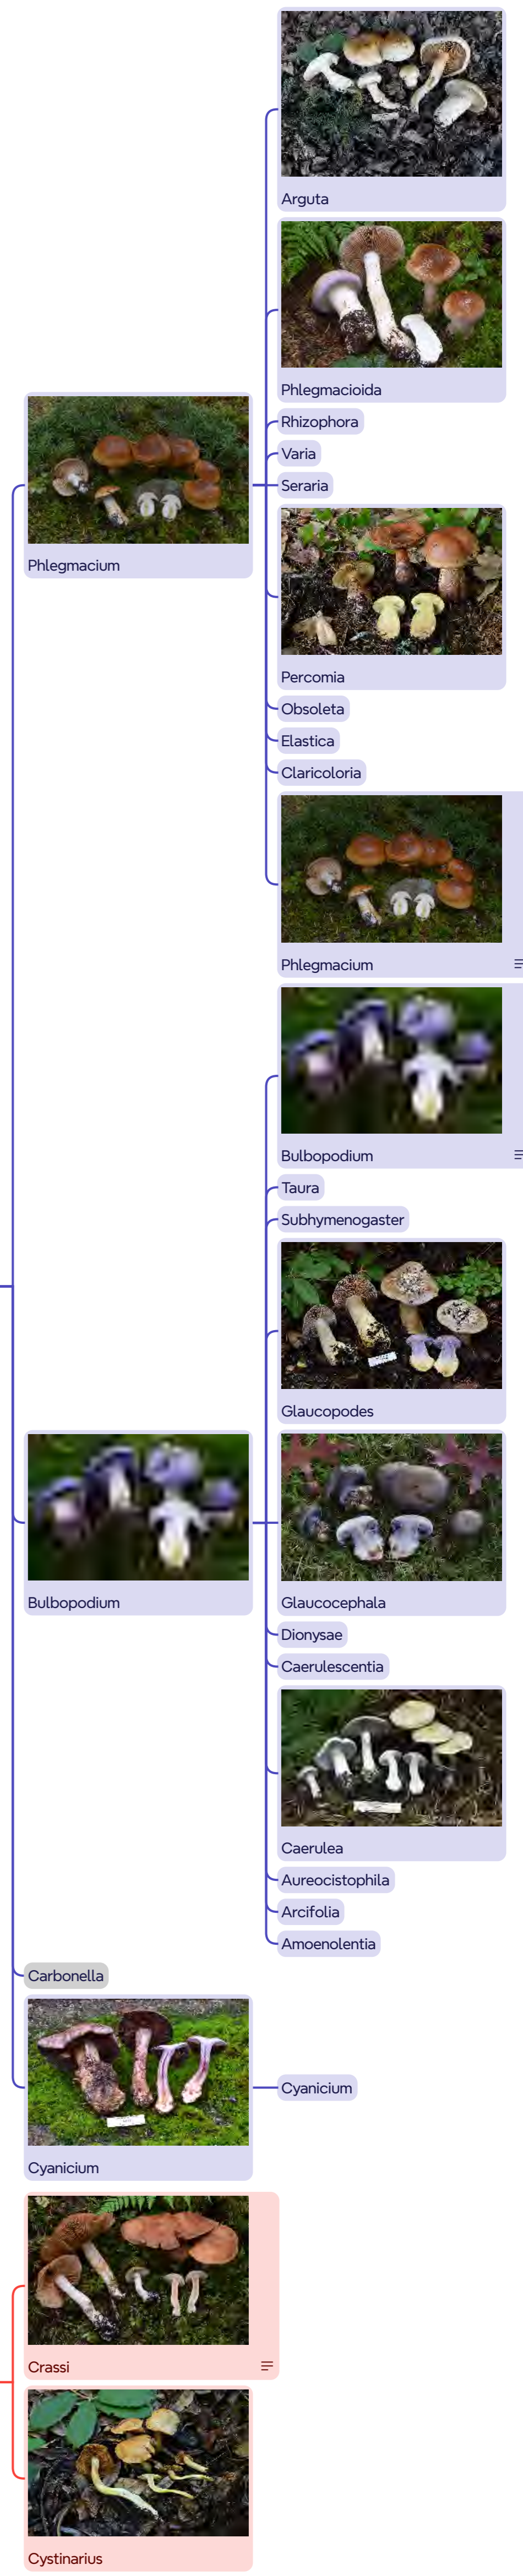 Arguta
Phlegmacioida
Rhizophora
Varia
Seraria
Phlegmacium
Percomia
Obsoleta
Elastica
Claricoloria
Phlegmacium
Bulbopodium
Taura
Subhymenogaster
Glaucopodes
Bulbopodium
Glaucocephala
Dionysae
Caerulescentia
Caerulea
Aureocistophila
Arcifolia
Amoenolentia
Carbonella
Cyanicium
Cyanicium
Crassi
Cystinarius